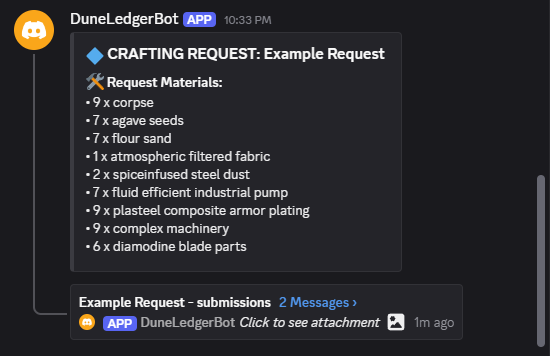 DuneLedgerBot APP 10:33 PM
CRAFTING REQUEST: Example Request
Request Materials:
• 9 x corpse
• 7 x agave seeds
• 7 x flour sand
• 1 x atmospheric filtered fabric
• 2 x spiceinfused steel dust
• 7 x fluid efficient industrial pump
• 9 x plasteel composite armor plating
• 9 x complex machinery
• 6 x diamodine blade parts
Example Request - submissions 2 Messages ›
APP DuneLedgerBot Click to see attachment 1m ago